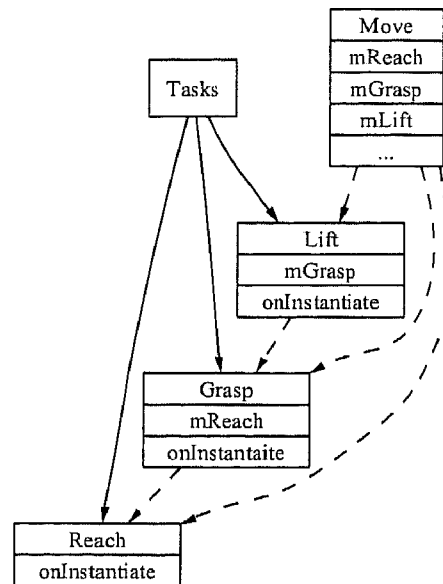 Move
mReach
mGrasp
mLift
...
Tasks
Lift
mGrasp
onInstantiate
Grasp
mReach
onInstantaite
Reach
onInstantiate